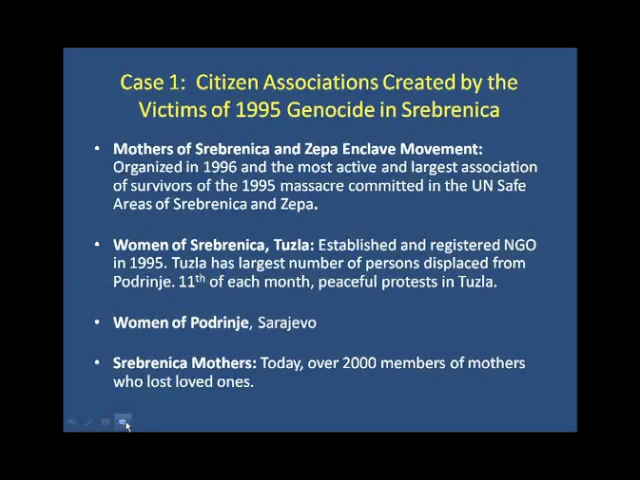 Case 1: Citizen Associations Created by the
Victims of 1995 Genocide in Srebrenica
• Mothers of Srebrenica and Zepa Enclave Movement:
Organized in 1996 and the most active and largest association
of survivors of the 1995 massacre committed in the UN Safe
Areas of Srebrenica and Zepa.
• Women of Srebrenica, Tuzla: Established and registered NGO
in 1995. Tuzla has largest number of persons displaced from
Podrinje. 11th of each month, peaceful protests in Tuzla.
• Women of Podrinje, Sarajevo
• Srebrenica Mothers: Today, over 2000 members of mothers
who lost loved ones.